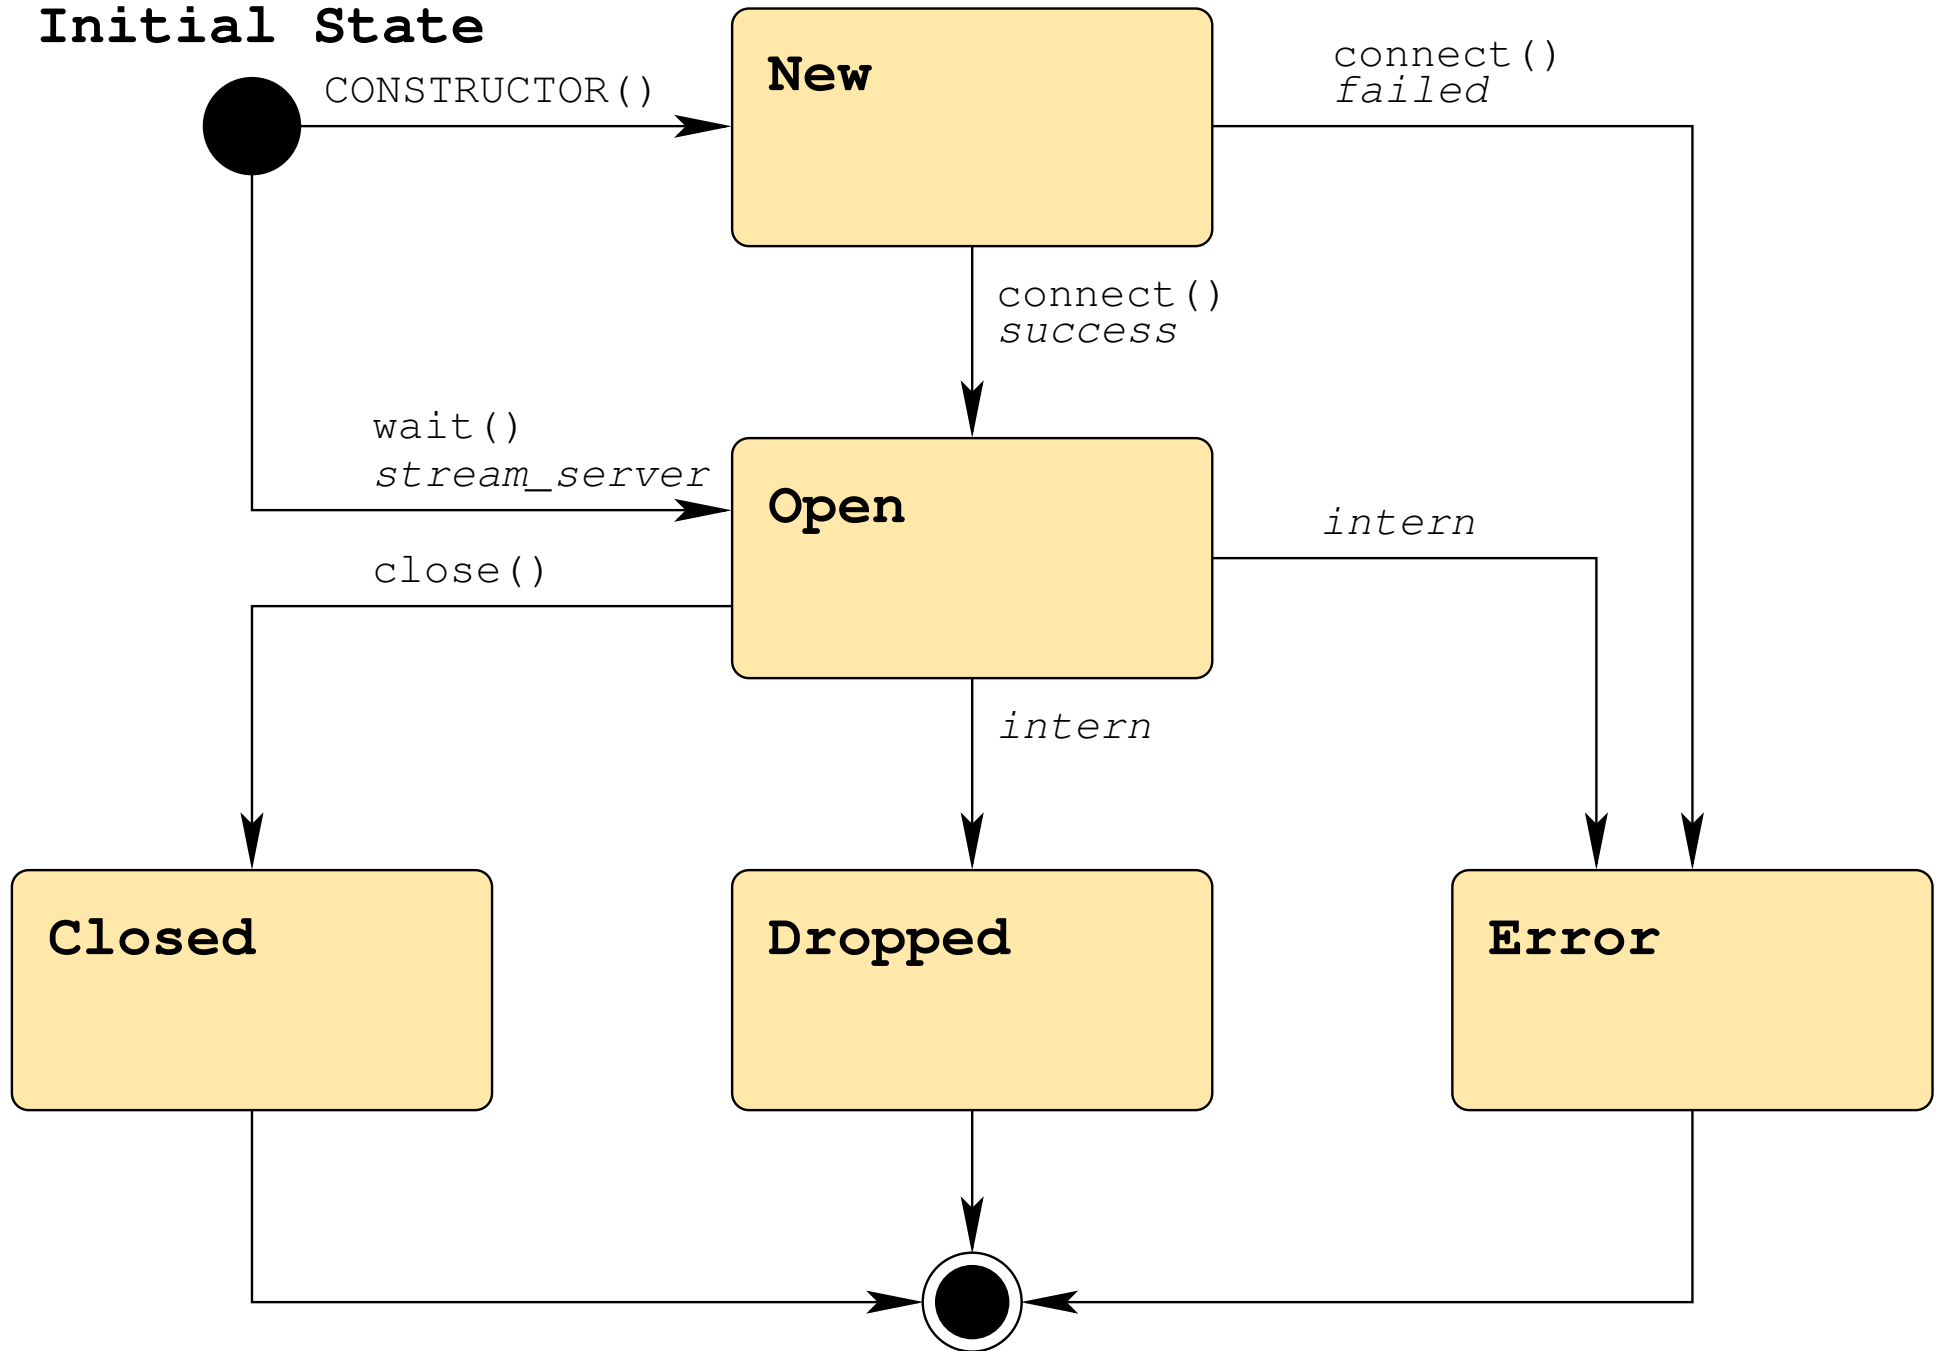 Initial State
CONSTRUCTOR()
New
connect()
failed
connect()
success
wait()
stream_server
Open
intern
close()
intern
Closed
Dropped
Error